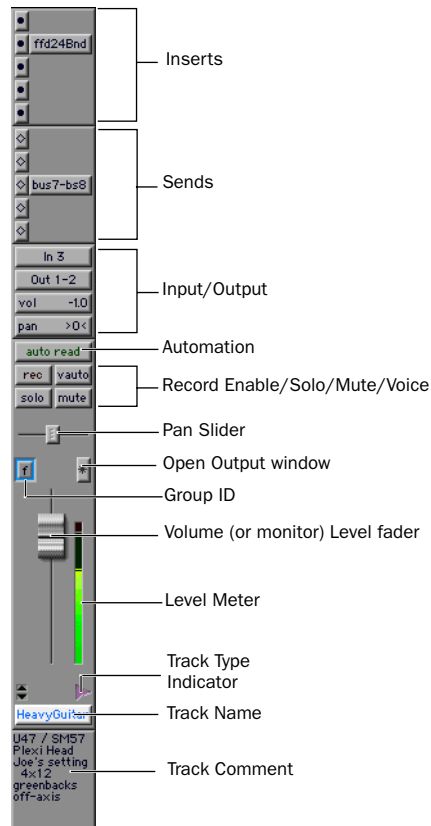 ffd24Bnd
Inserts
bus7-bs8
Sends
In 3
Out 1-2
vol -1.0
pan >0<
Input/Output
auto read
Automation
rec vauto
solo mute
Record Enable/Solo/Mute/Voice
Pan Slider
f
*
Open Output window
Group ID
Volume (or monitor) Level fader
Level Meter
Track Type
Indicator
HeavyGuitar
Track Name
U47 / SM57
Plexi Head
Joe's setting
4x12
greenbacks
off-axis
Track Comment